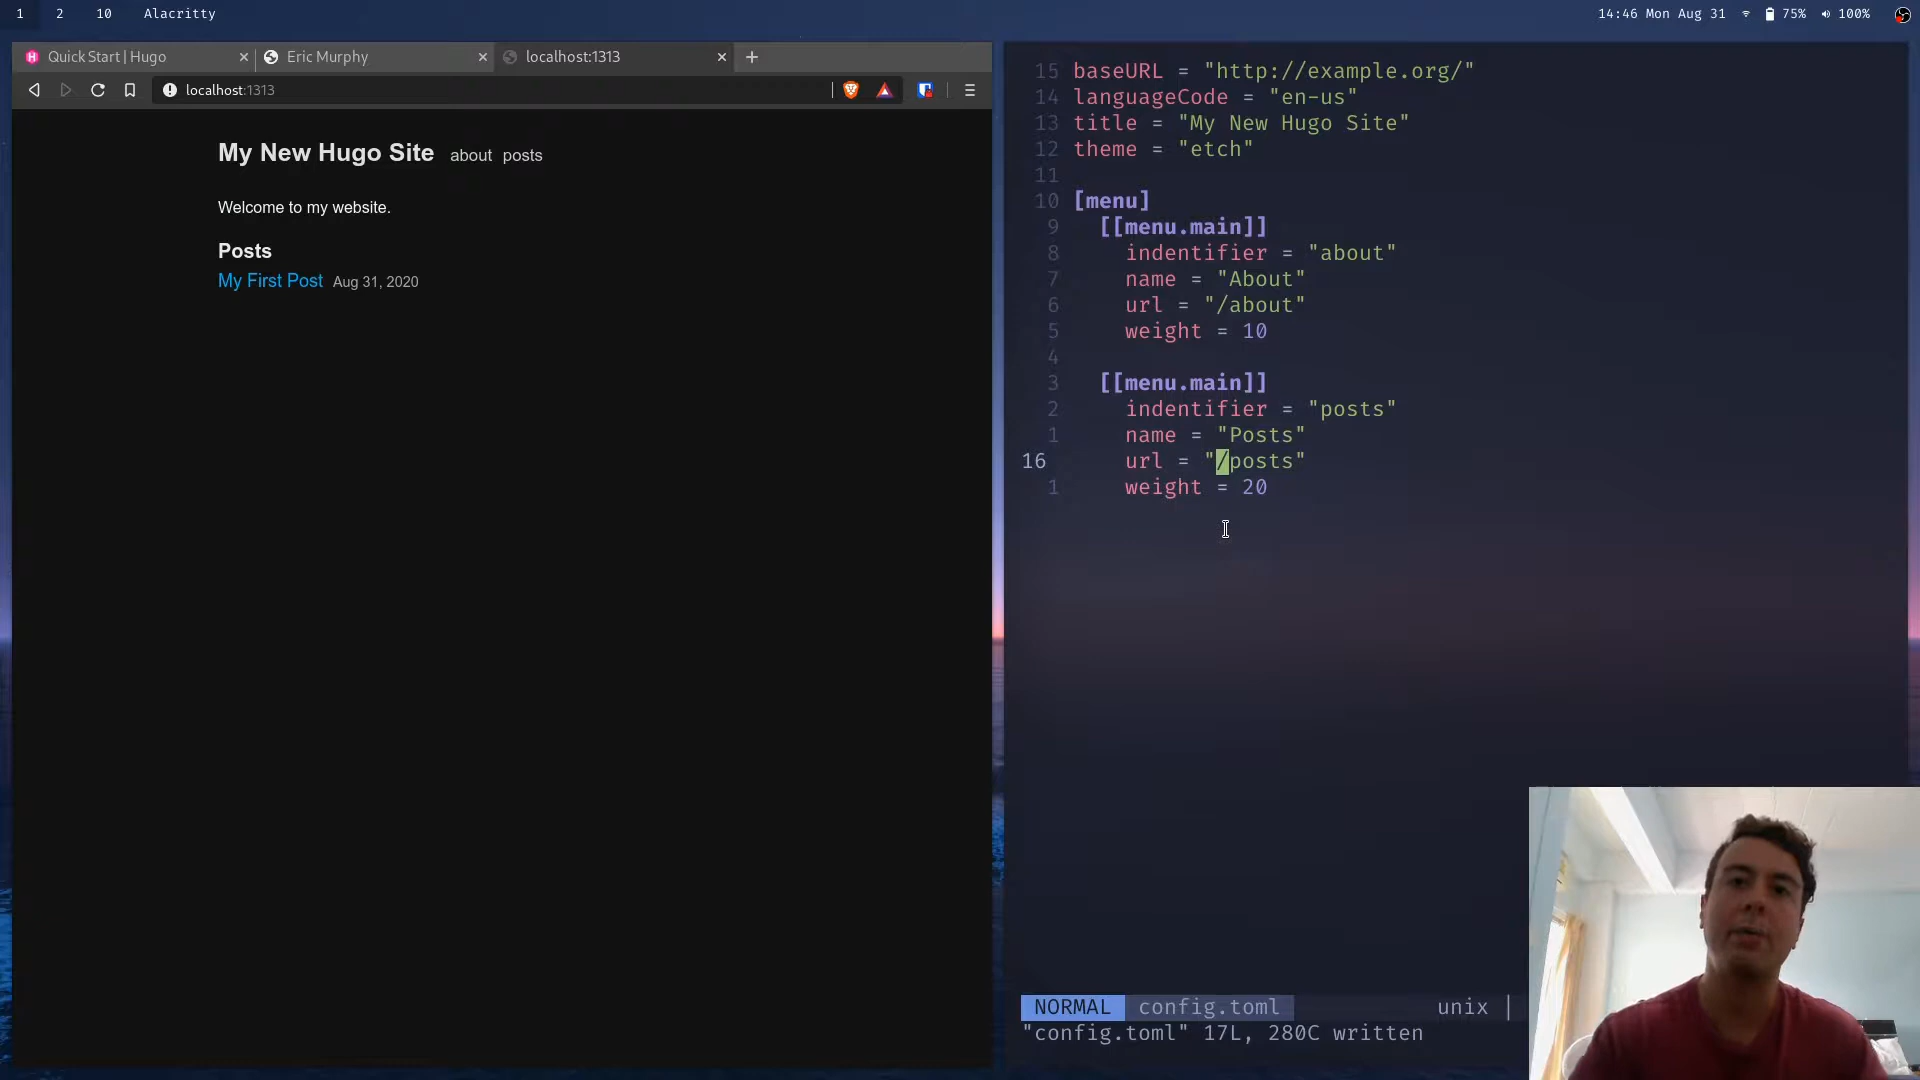 1 2 10 Alacritty
14:46 Mon Aug 31 75% 100%
Quick Start | Hugo
Eric Murphy
localhost:1313
localhost:1313
My New Hugo Site about posts
Welcome to my website.
Posts
My First Post Aug 31, 2020
15 baseURL = "http://example.org/"
14 languageCode = "en-us"
13 title = "My New Hugo Site"
12 theme = "etch"
11
10 [menu]
9 [[menu.main]]
8 indentifier = "about"
7 name = "About"
6 url = "/about"
5 weight = 10
4
3 [[menu.main]]
2 indentifier = "posts"
1 name = "Posts"
16 url = "/posts"
1 weight = 20
NORMAL config.toml unix |
"config.toml" 17L, 280C written